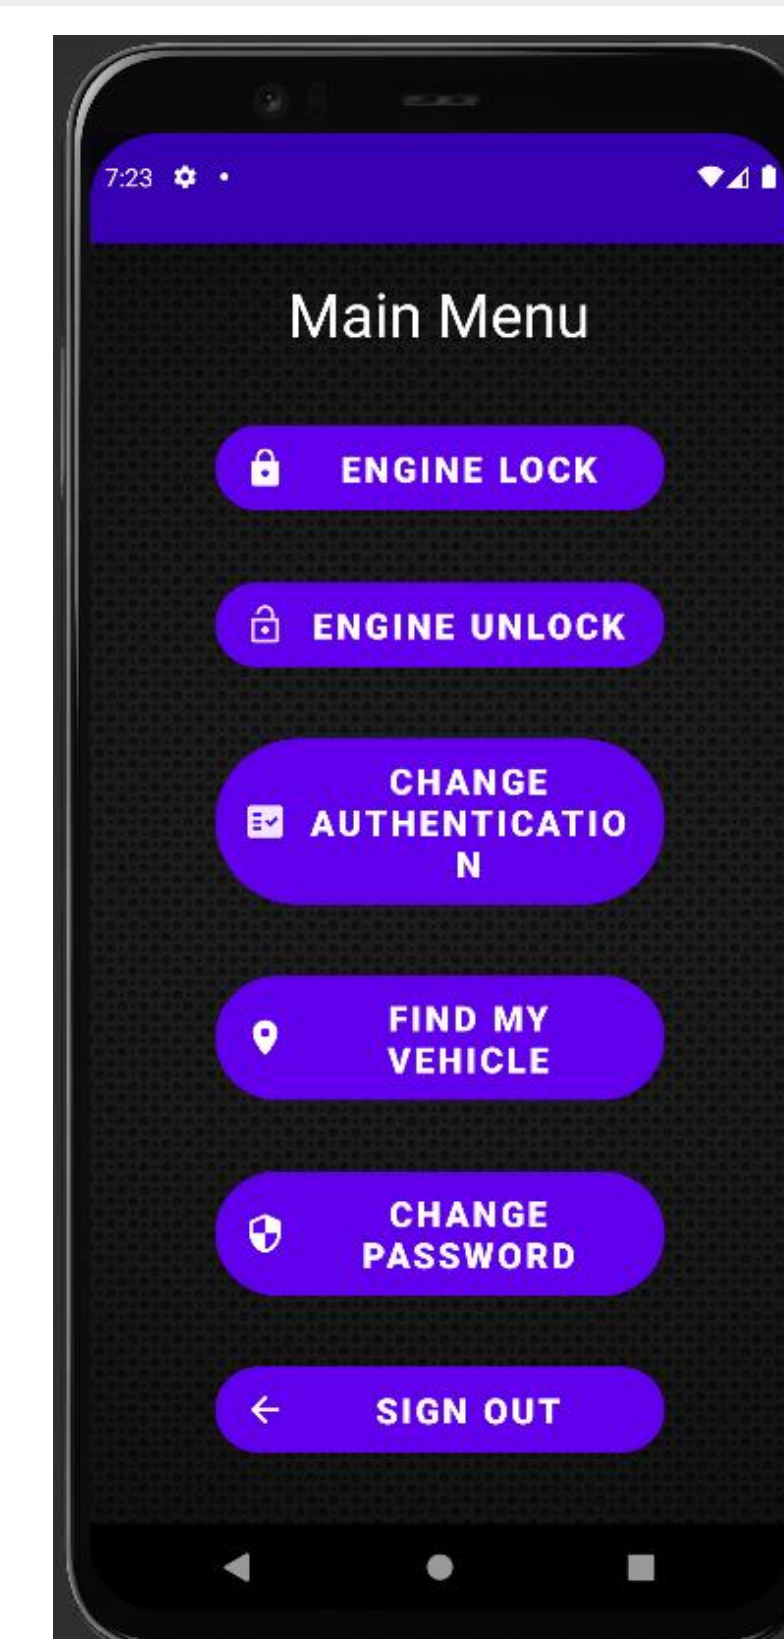 7:23
Main Menu
ENGINE LOCK
ENGINE UNLOCK
CHANGE
AUTHENTICATIO
N
FIND MY
VEHICLE
CHANGE
PASSWORD
SIGN OUT